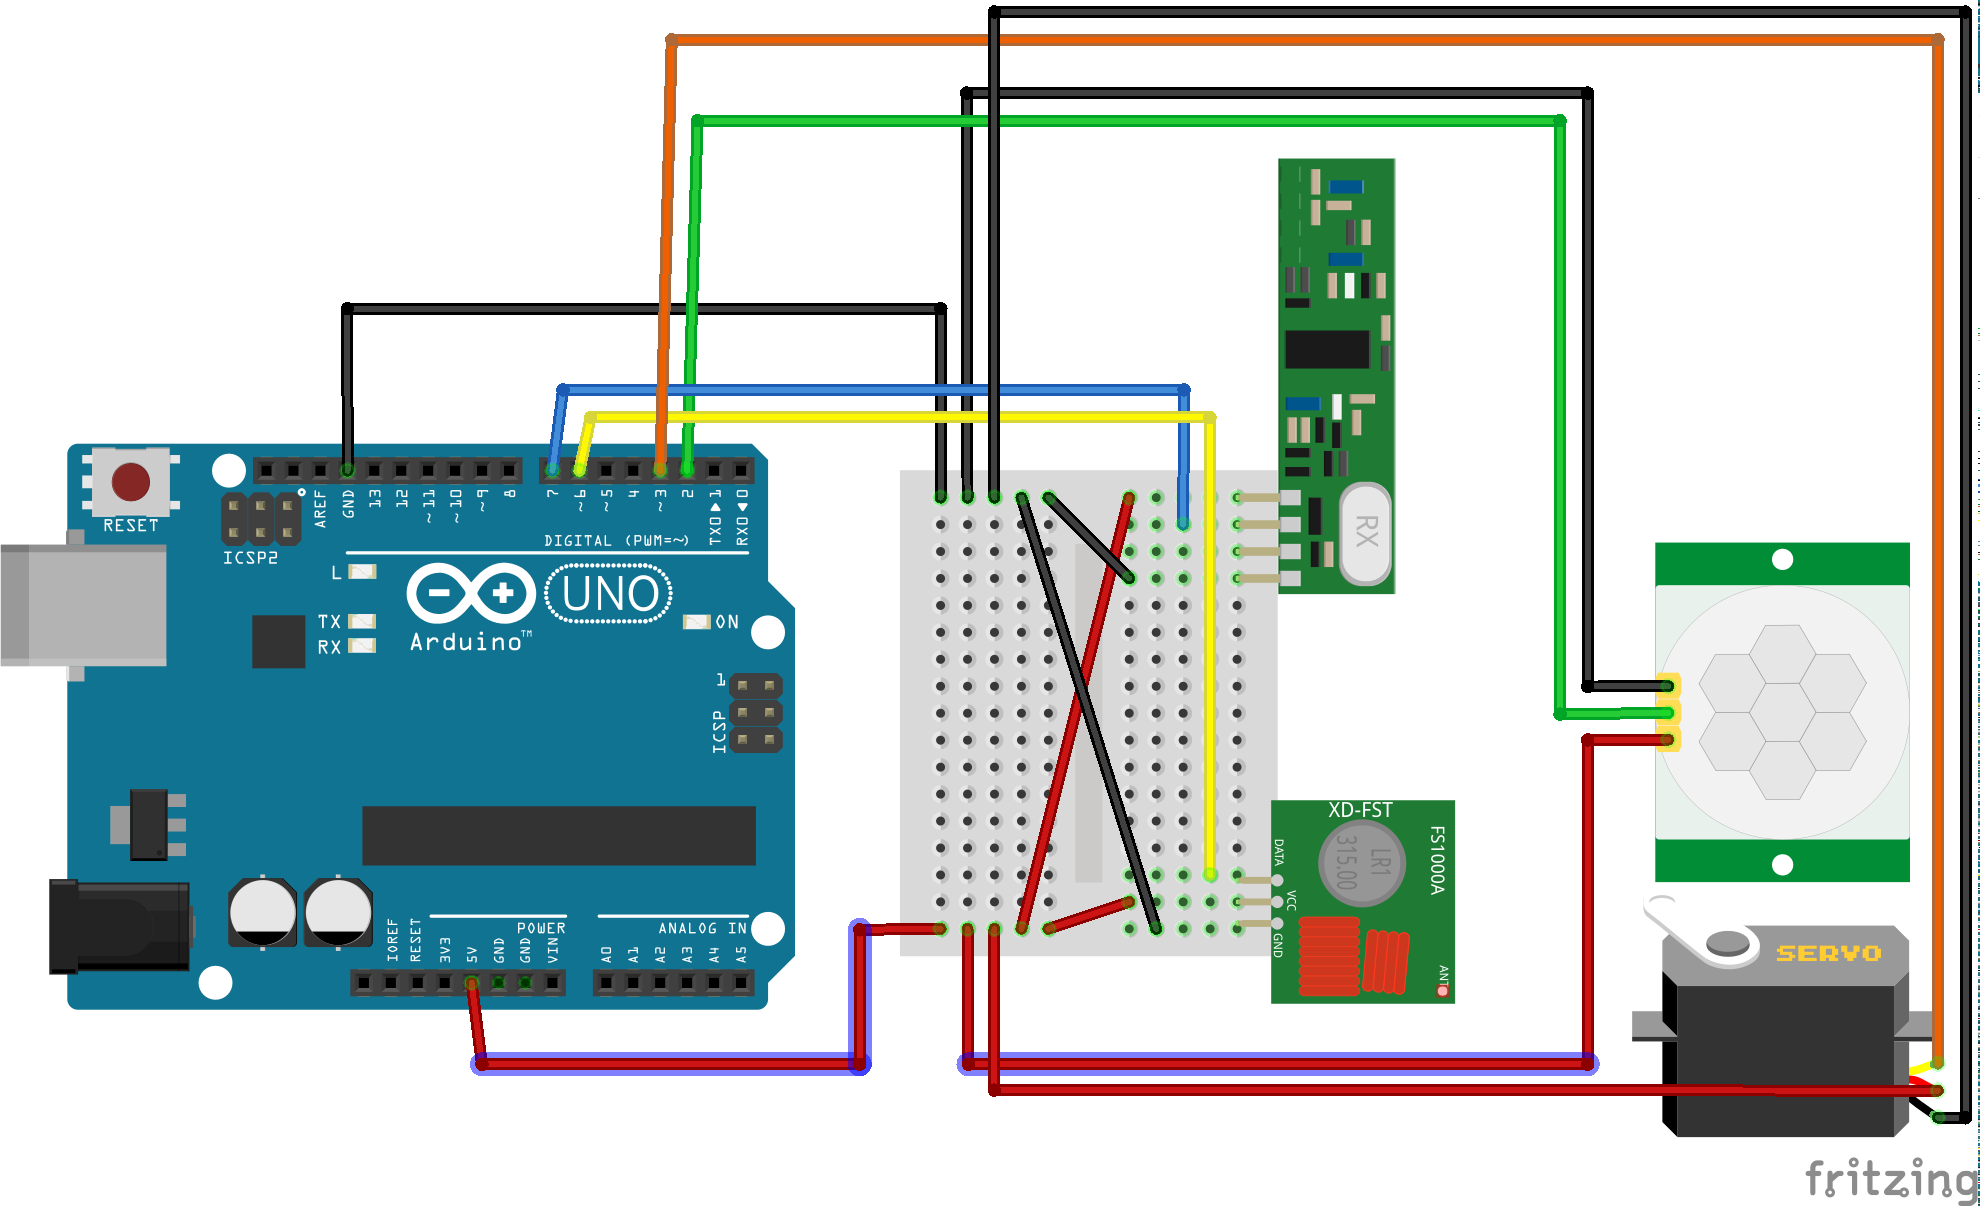 RESET
ICSP2
AREF
GND
13
12
~11
~10
~9
8
7
~6
~5
4
~3
2
TX0▶1
RX0◀0
DIGITAL (PWM=~)
L
TX
RX
UNO
Arduino™
ON
1
ICSP
IOREF
RESET
3V3
5V
GND
GND
VIN
POWER
ANALOG IN
A0
A1
A2
A3
A4
A5
RX
XD-FST
DATA
VCC
GND
LR1
315.00
FS1000A
ANT
SERVO
fritzing